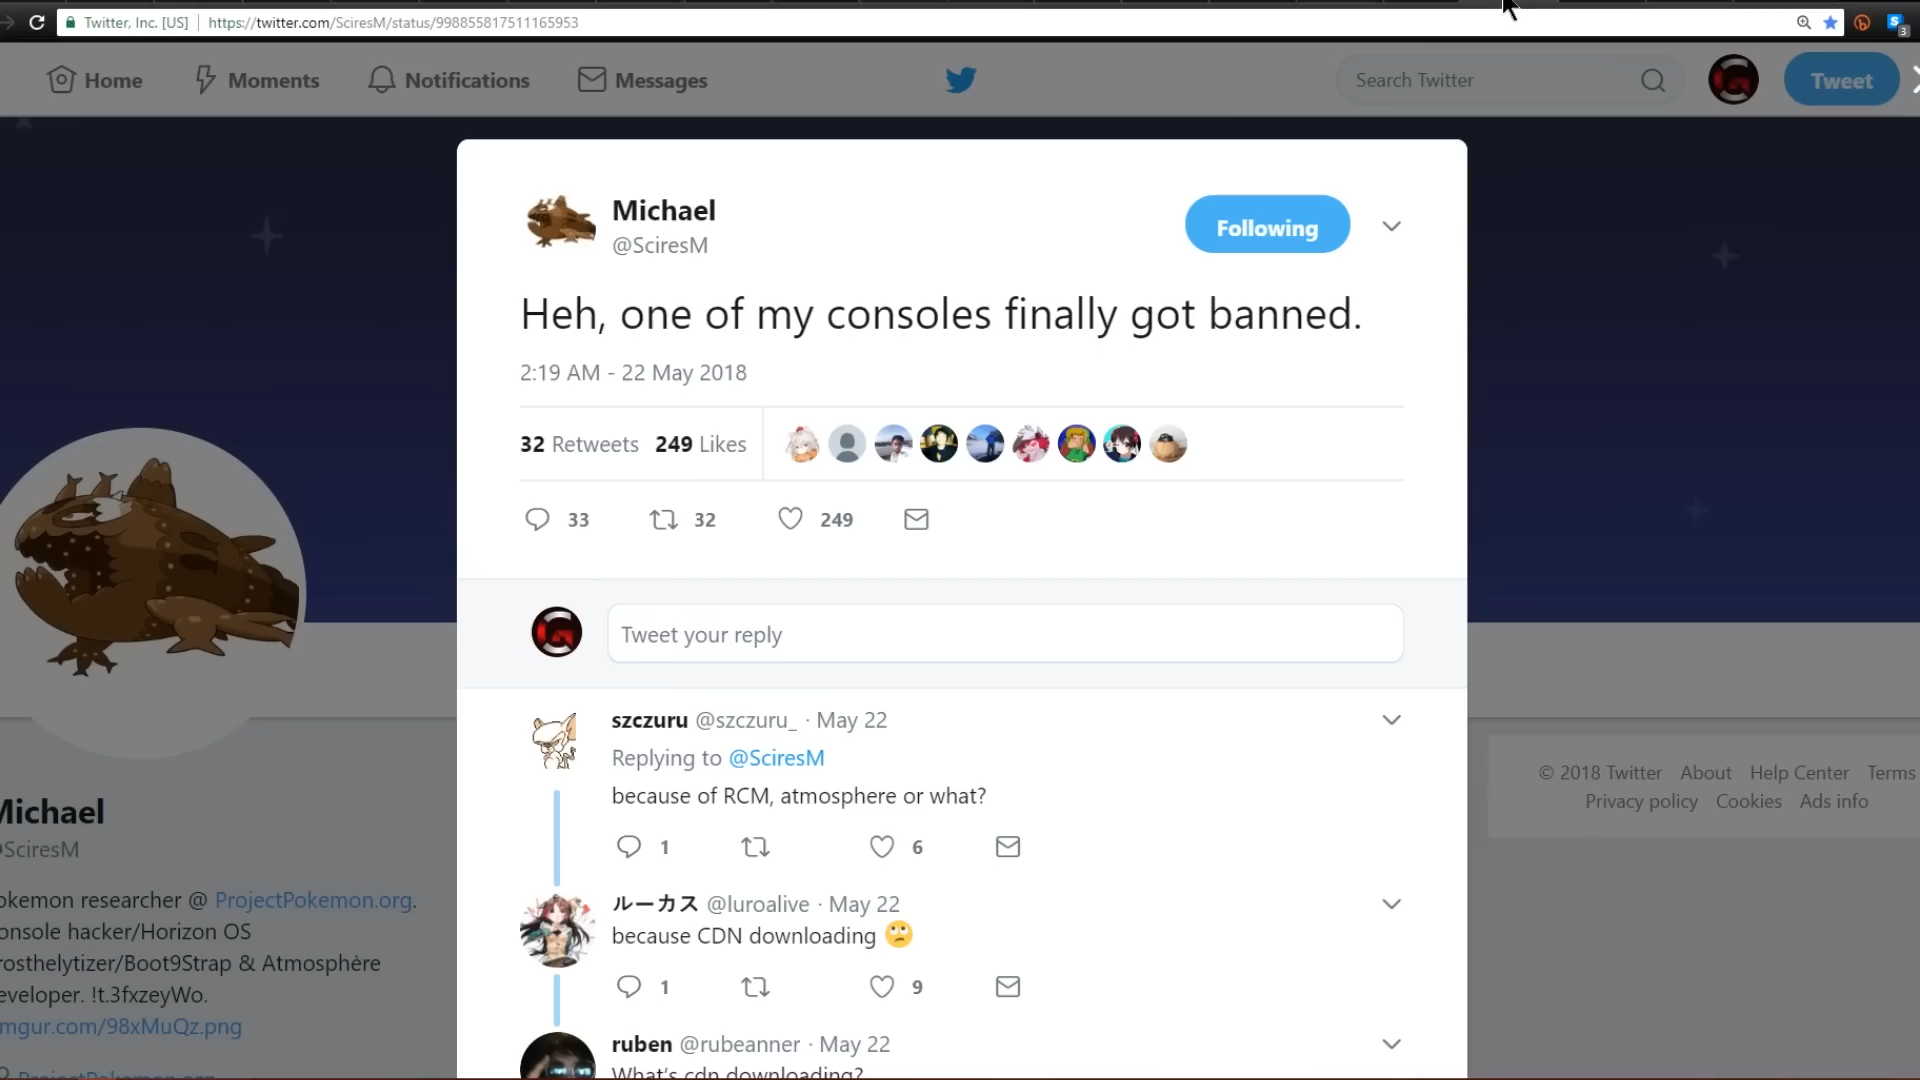 Twitter, Inc. [US] https://twitter.com/SciresM/status/998855817511165953
S 3
Home Moments Notifications Messages Search Twitter Tweet
Michael
@SciresM
Following
Heh, one of my consoles finally got banned.
2:19 AM - 22 May 2018
32 Retweets 249 Likes
33 32 249
Tweet your reply
szczuru @szczuru_ · May 22
Replying to @SciresM
because of RCM, atmosphere or what?
1 6
ルーカス @luroalive · May 22
because CDN downloading
1 9
ruben @rubeanner · May 22
What's cdn downloading?
Michael
@SciresM
okemon researcher @ ProjectPokemon.org.
onsole hacker/Horizon OS
rosthelytizer/Boot9Strap & Atmosphère
eveloper. !t.3fxzeyWo.
mgur.com/98xMuQz.png
ProjectPokemon.org
© 2018 Twitter About Help Center Terms
Privacy policy Cookies Ads info